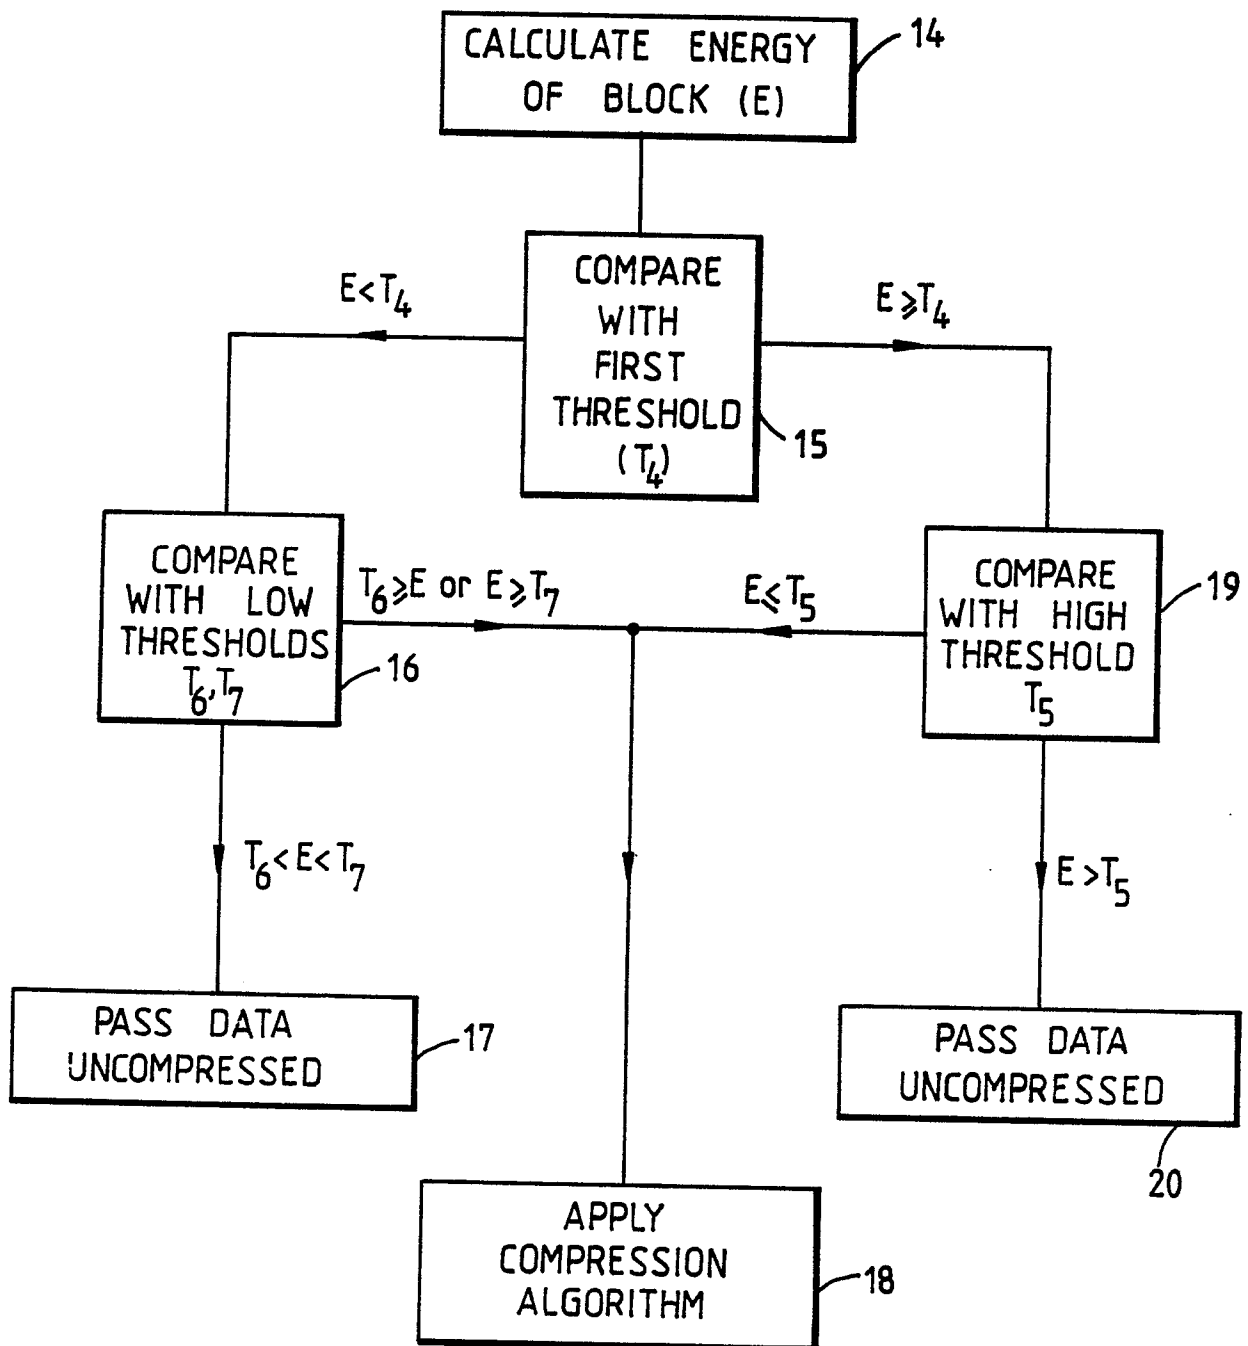 CALCULATE ENERGY
OF BLOCK (E)
14
COMPARE
WITH
FIRST
THRESHOLD
(T4)
15
E<T4
E⩾T4
COMPARE
WITH LOW
THRESHOLDS
T6,T7
16
T6⩾E or E⩾T7
E⩽T5
COMPARE
WITH HIGH
THRESHOLD
T5
19
T6<E<T7
E>T5
PASS DATA
UNCOMPRESSED
17
PASS DATA
UNCOMPRESSED
20
APPLY
COMPRESSION
ALGORITHM
18